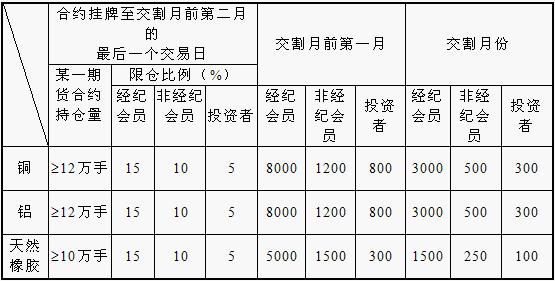 合约挂牌至交割月前第二月
的
最后一个交易日
交割月前第一月
交割月份
某一期
货合约
持仓量
限仓比例（%）
经纪
会员
非经纪
会员
投资者
经纪
会员
非经
纪会
员
投资
者
经纪
会员
非经
纪会
员
投资
者
铜 ≥12万手 15 10 5 8000 1200 800 3000 500 300
铝 ≥12万手 15 10 5 8000 1200 800 3000 500 300
天然
橡胶 ≥10万手 15 10 5 5000 1500 300 1500 250 100